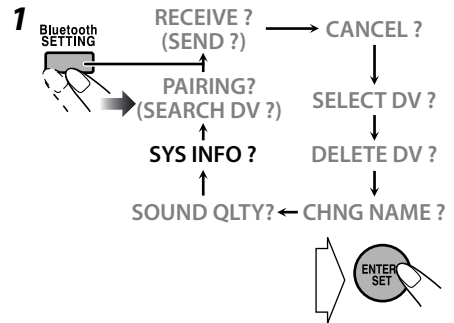 1
Bluetooth
SETTING
RECEIVE ?
(SEND ?)
CANCEL ?
PAIRING?
(SEARCH DV ?)
SELECT DV ?
SYS INFO ?
DELETE DV ?
SOUND QLTY?
CHNG NAME ?
ENTER
SET